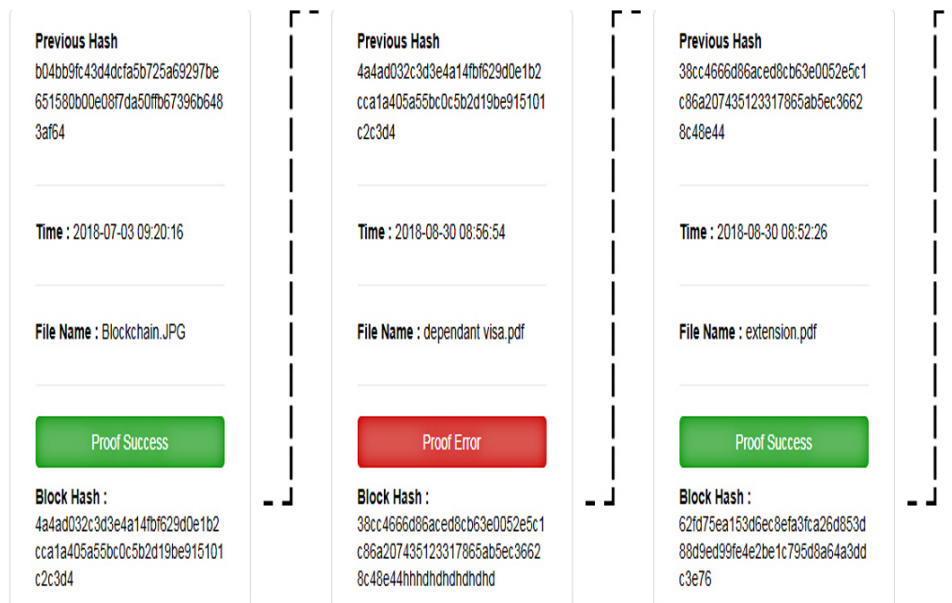 Previous Hash
b04bb9fc43d4dcfa5b725a69297be
651580b00e08f7da50ffb67396b648
3af64
Time : 2018-07-03 09:20:16
File Name : Blockchain.JPG
Proof Success
Block Hash :
4a4ad032c3d3e4a14fbf629d0e1b2
cca1a405a55bc0c5b2d19be915101
c2c3d4
Previous Hash
4a4ad032c3d3e4a14fbf629d0e1b2
cca1a405a55bc0c5b2d19be915101
c2c3d4
Time : 2018-08-30 08:56:54
File Name : dependant visa.pdf
Proof Error
Block Hash :
38cc4666d86aced8cb63e0052e5c1
c86a207435123317865ab5ec3662
8c48e44hhhdhdhdhdhdhd
Previous Hash
38cc4666d86aced8cb63e0052e5c1
c86a207435123317865ab5ec3662
8c48e44
Time : 2018-08-30 08:52:26
File Name : extension.pdf
Proof Success
Block Hash :
62fd75ea153d6ec8efa3fca26d853d
88d9ed99fe4e2be1c795d8a64a3dd
c3e76